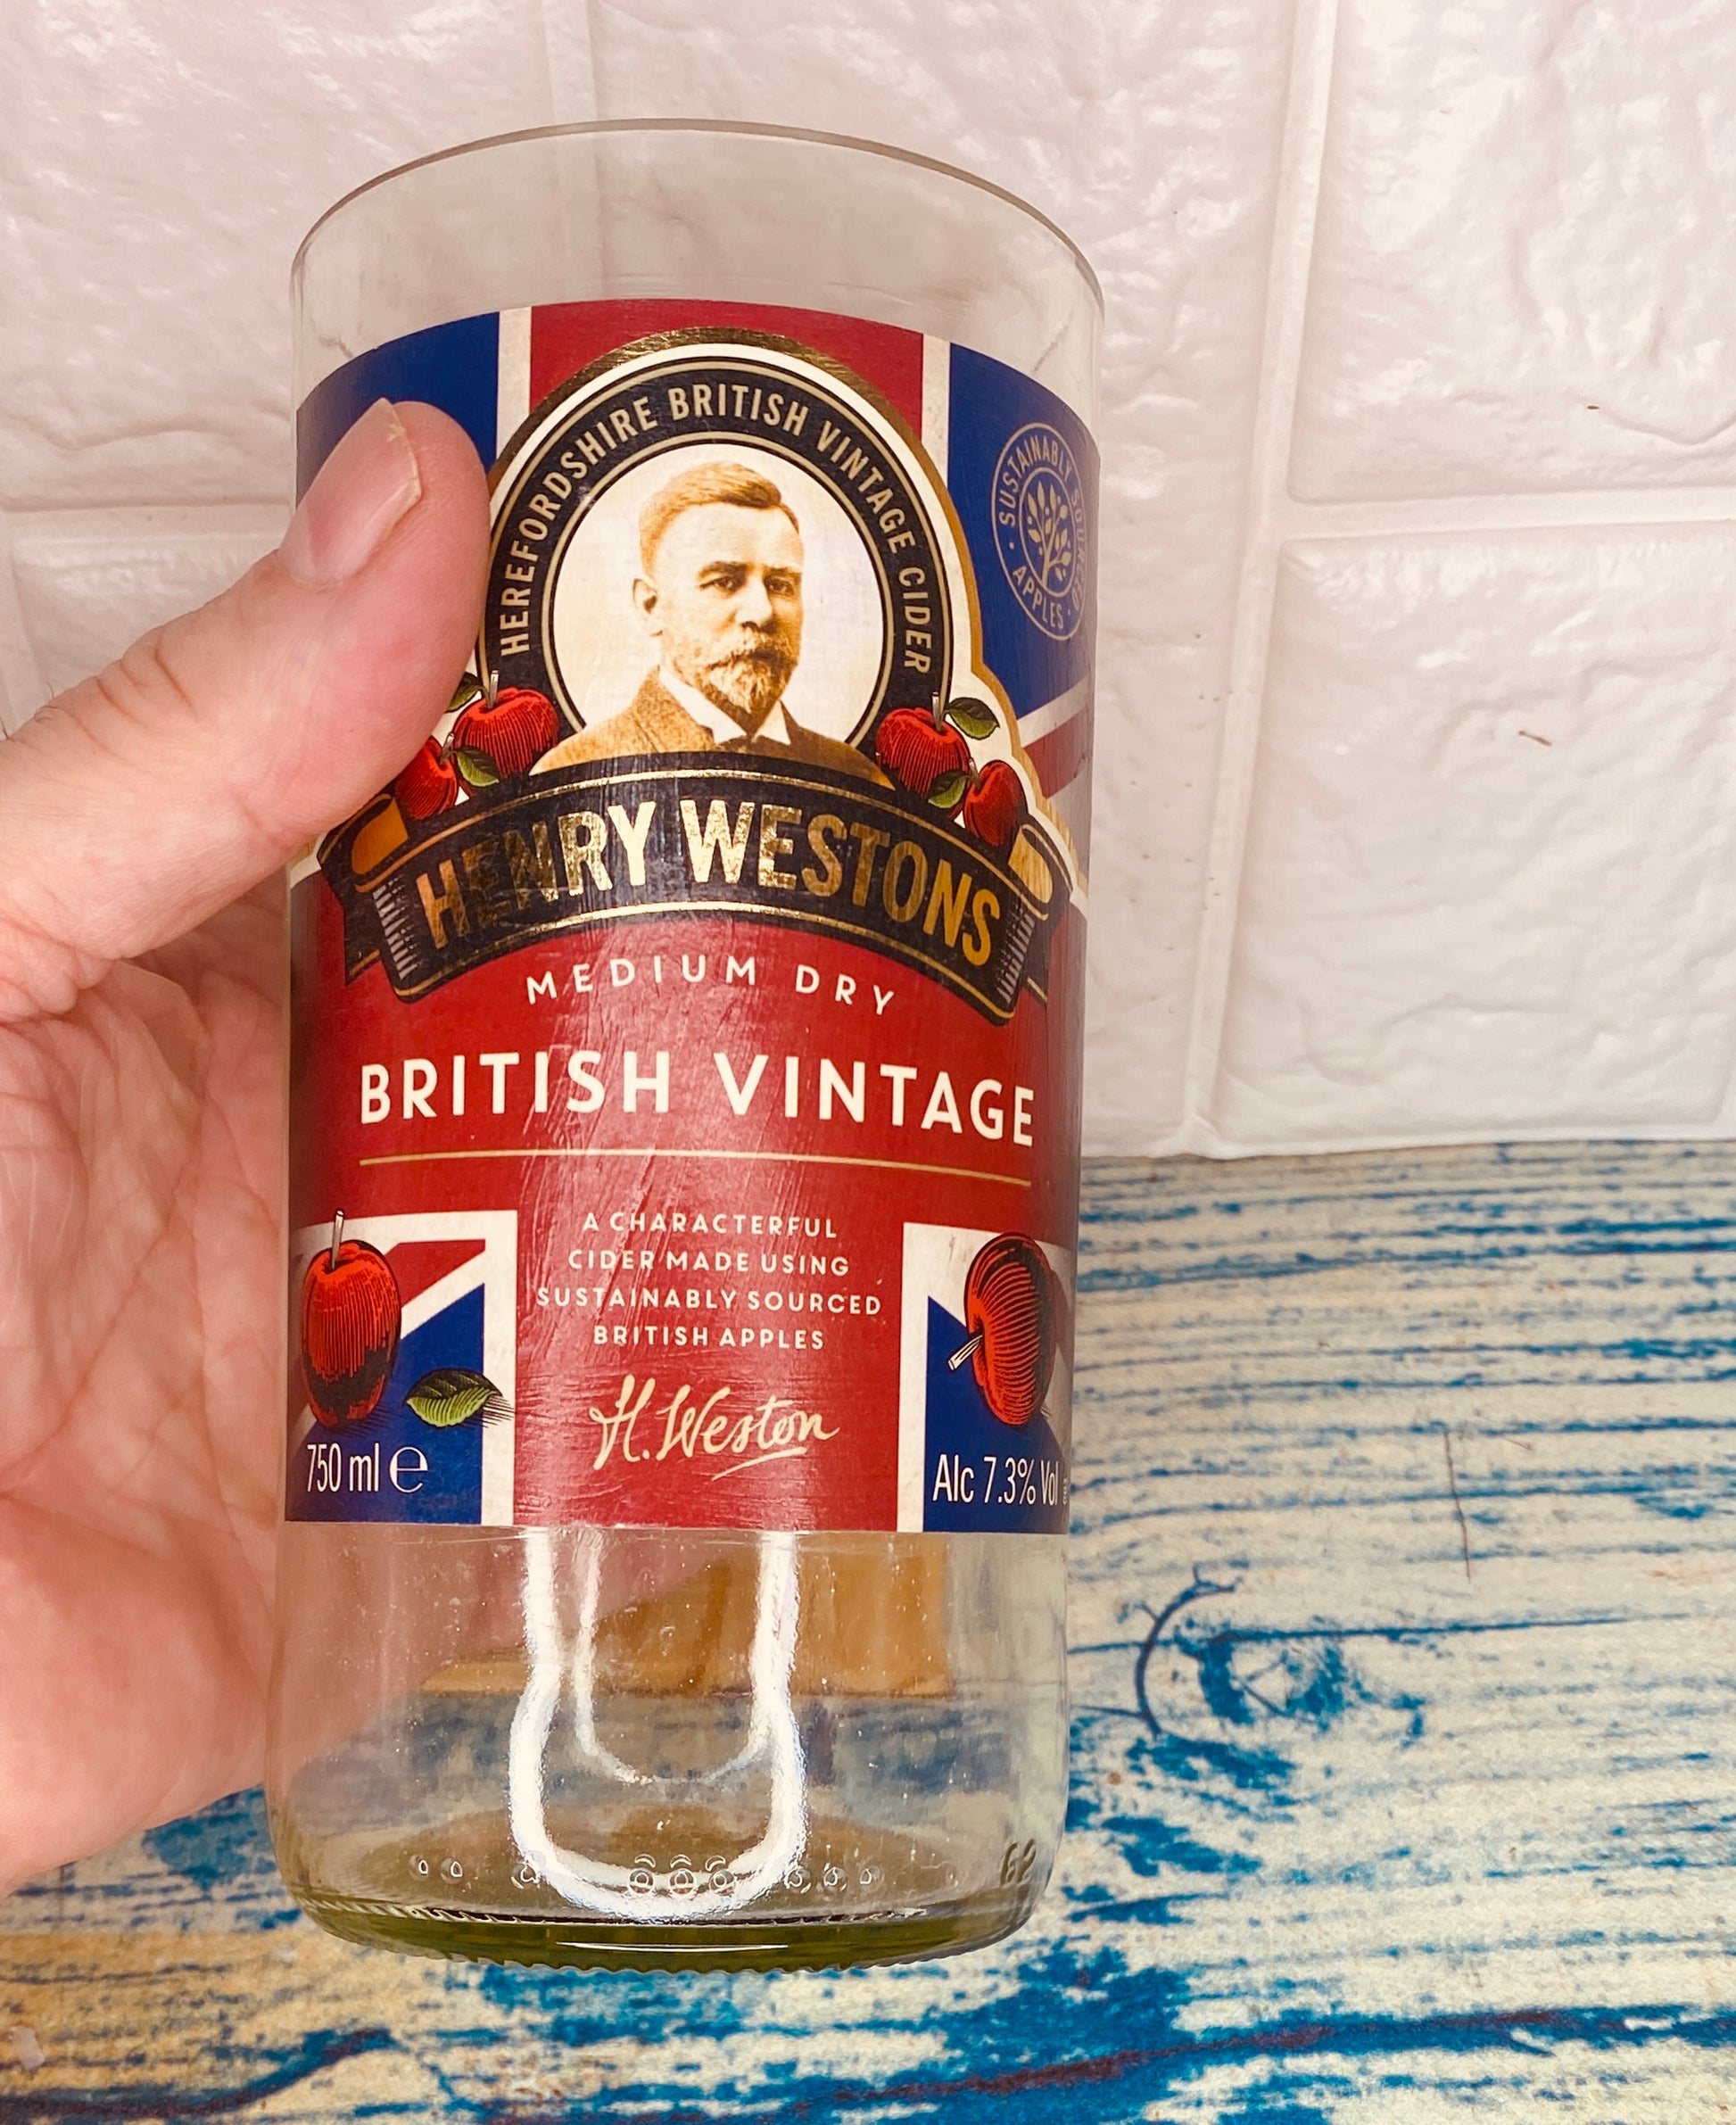 HEREFORDSHIRE BRITISH VINTAGE CIDER
SUSTAINABLY SOURCED APPLES
HENRY WESTONS
MEDIUM DRY
BRITISH VINTAGE
A CHARACTERFUL
CIDER MADE USING
SUSTAINABLY SOURCED
BRITISH APPLES
H. Weston
750 ml e
Alc 7.3% Vol
62